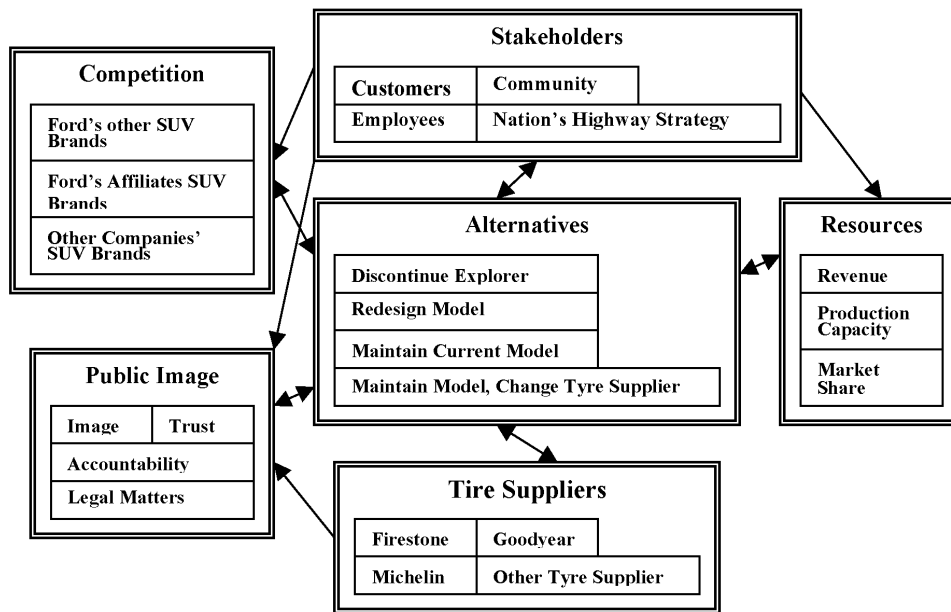 Stakeholders
Customers
Community
Employees
Nation's Highway Strategy
Competition
Ford's other SUV
Brands
Ford's Affiliates SUV
Brands
Other Companies'
SUV Brands
Alternatives
Discontinue Explorer
Redesign Model
Maintain Current Model
Maintain Model, Change Tyre Supplier
Resources
Revenue
Production
Capacity
Market
Share
Public Image
Image
Trust
Accountability
Legal Matters
Tire Suppliers
Firestone
Goodyear
Michelin
Other Tyre Supplier